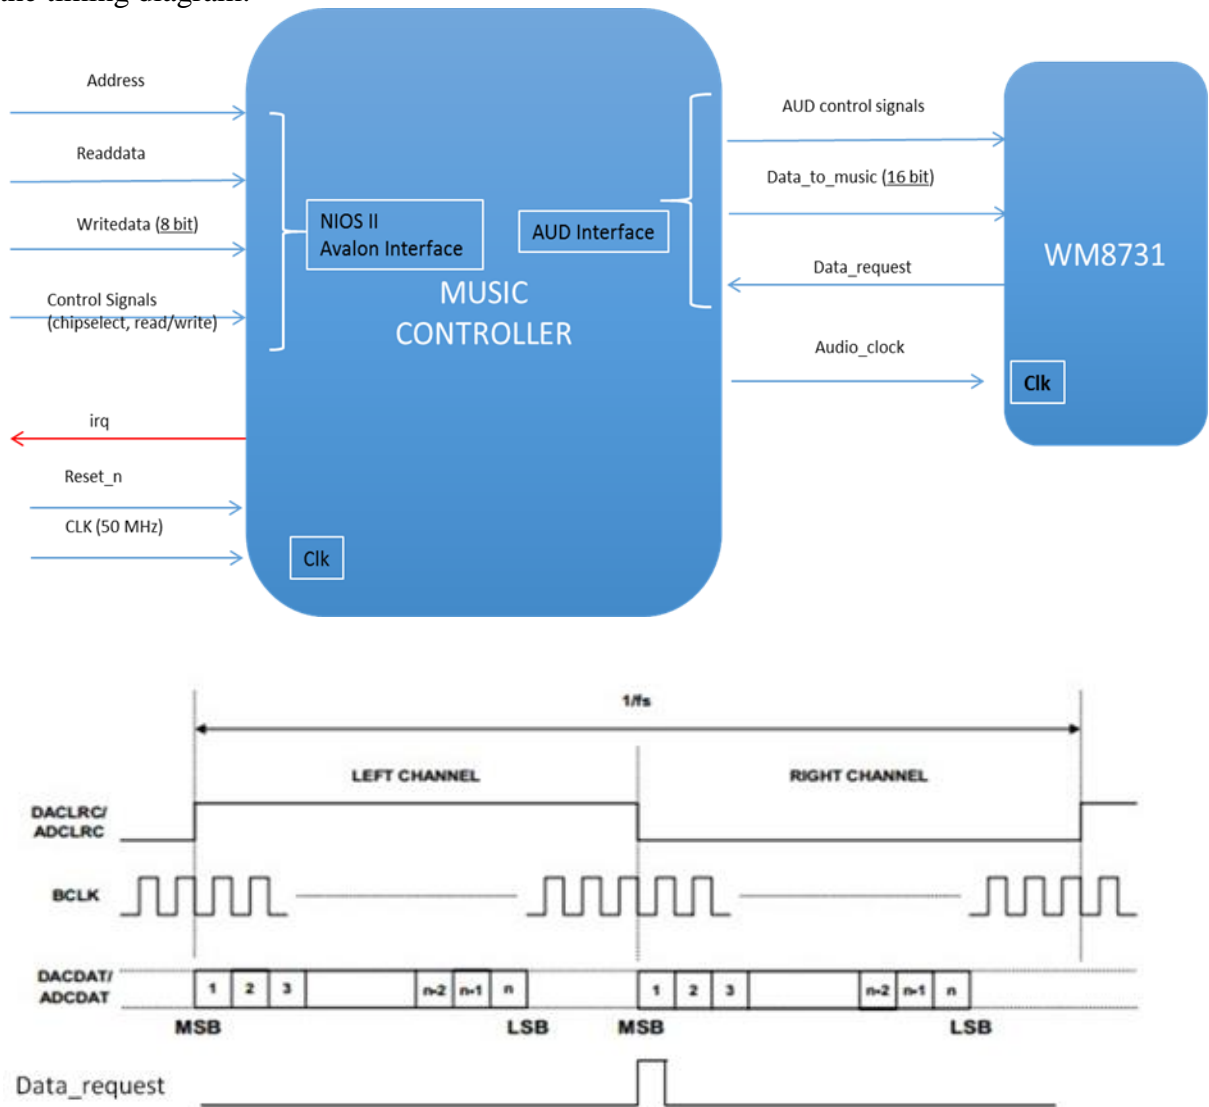 the timing diagram.
Address
Readdata
Writedata (8 bit)
Control Signals
(chipselect, read/write)
irq
Reset_n
CLK (50 MHz)
NIOS II
Avalon Interface
AUD Interface
MUSIC
CONTROLLER
Clk
AUD control signals
Data_to_music (16 bit)
Data_request
Audio_clock
WM8731
Clk
1/fs
LEFT CHANNEL
RIGHT CHANNEL
DACLRC/
ADCLRC
BCLK
DACDAT/
ADCDAT
1 2 3 n-2 n-1 n 1 2 3 n-2 n-1 n
MSB LSB MSB LSB
Data_request